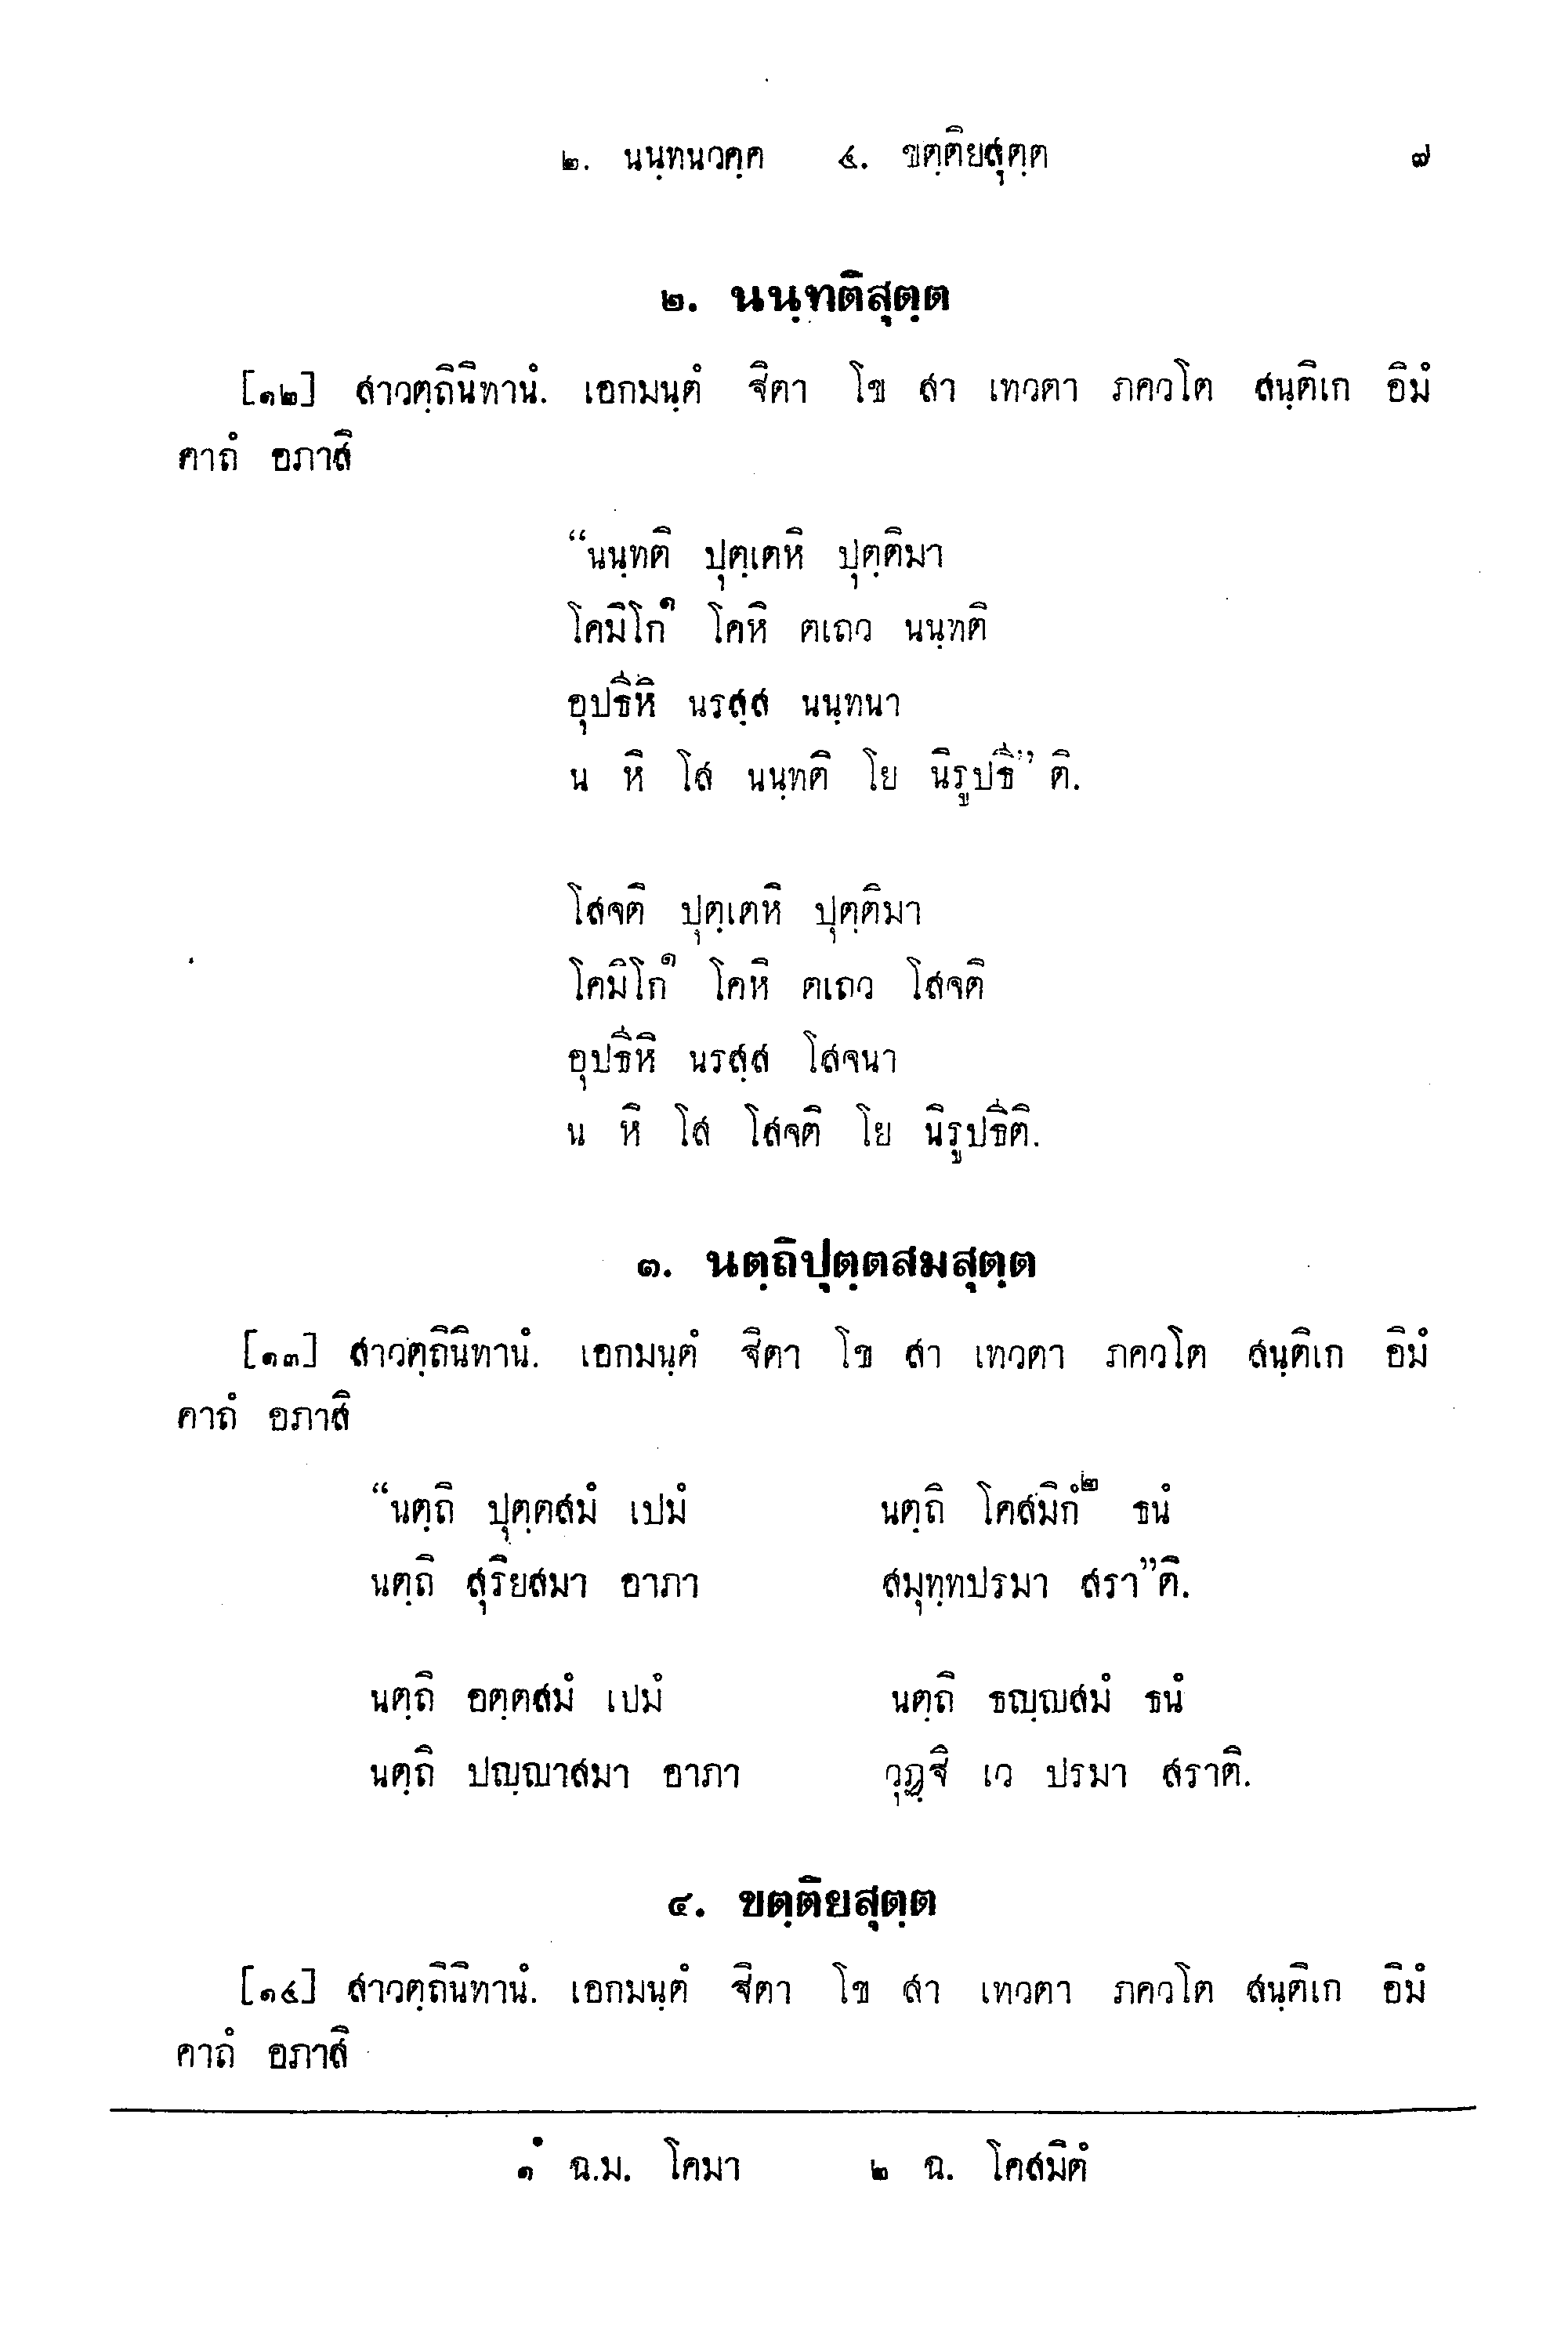 ๒. นนฺทนวคฺค ๔. ขตฺติยสุตฺต ๗
๒. นนฺทติสุตฺต
[๑๒] สาวตฺถินิทานํ. เอกมนฺตํ ฐิตา โข สา เทวตา ภควโต สนฺติเก อิมํ
คาถํ อภาสิ
“นนฺทติ ปุตฺเตหิ ปุตฺติมา
โคมิโก๑ โคหิ ตเถว นนฺทติ
อุปธีหิ นรสฺส นนฺทนา
น หิ โส นนฺทติ โย นิรูปธี” ติ.
โสจติ ปุตฺเตหิ ปุตฺติมา
โคมิโก๑ โคหิ ตเถว โสจติ
อุปธีหิ นรสฺส โสจนา
น หิ โส โสจติ โย นิรูปธีติ.
๓. นตฺถิปุตฺตสมสุตฺต
[๑๓] สาวตฺถินิทานํ. เอกมนฺตํ ฐิตา โข สา เทวตา ภควโต สนฺติเก อิมํ
คาถํ อภาสิ
“นตฺถิ ปุตฺตสมํ เปมํ นตฺถิ โคสมิกํ๒ ธนํ
นตฺถิ สุริยสมา อาภา สมุทฺทปรมา สรา”ติ.
นตฺถิ อตฺตสมํ เปมํ นตฺถิ ธญฺญสมํ ธนํ
นตฺถิ ปญฺญาสมา อาภา วุฏฺฐิ เว ปรมา สราติ.
๔. ขตฺติยสุตฺต
[๑๔] สาวตฺถินิทานํ. เอกมนฺตํ ฐิตา โข สา เทวตา ภควโต สนฺติเก อิมํ
คาถํ อภาสิ
๑ ฉ.ม. โคมา ๒ ฉ. โคสมิตํ